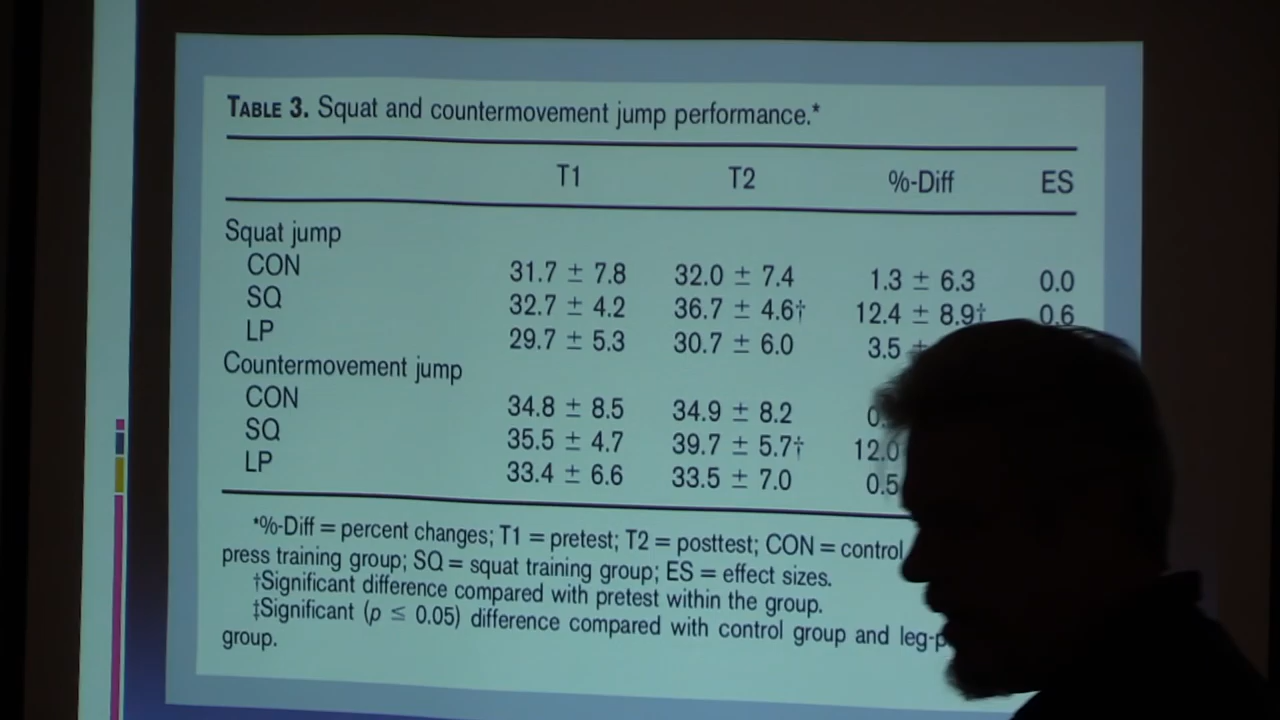 TABLE 3. Squat and countermovement jump performance.*
T1 T2 %-Diff ES
Squat jump
CON 31.7 ± 7.8 32.0 ± 7.4 1.3 ± 6.3 0.0
SQ 32.7 ± 4.2 36.7 ± 4.6† 12.4 ± 8.9‡ 0.6
LP 29.7 ± 5.3 30.7 ± 6.0 3.5
Countermovement jump
CON 34.8 ± 8.5 34.9 ± 8.2 0.
SQ 35.5 ± 4.7 39.7 ± 5.7† 12.0
LP 33.4 ± 6.6 33.5 ± 7.0 0.5
*%-Diff = percent changes; T1 = pretest; T2 = posttest; CON = control
press training group; SQ = squat training group; ES = effect sizes.
†Significant difference compared with pretest within the group.
‡Significant (p ≤ 0.05) difference compared with control group and leg-p
group.